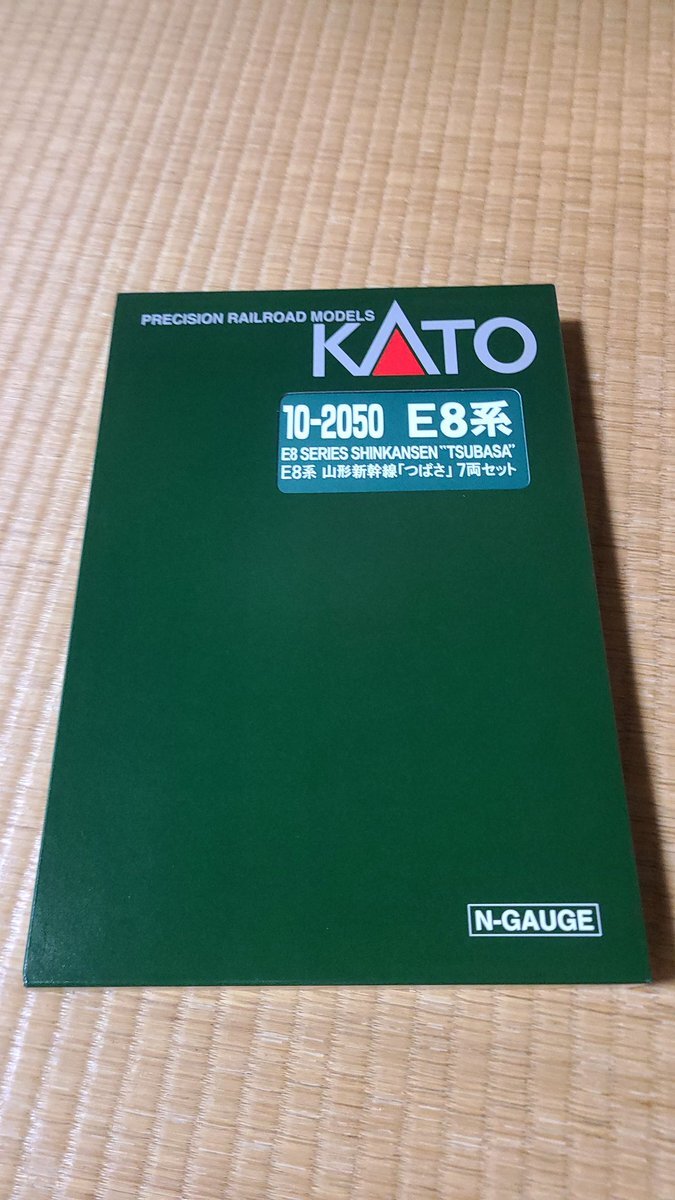 PRECISION RAILROAD MODELS
KATO
10-2050 E8系
E8 SERIES SHINKANSEN "TSUBASA"
E8系 山形新幹線「つばさ」7両セット
N-GAUGE